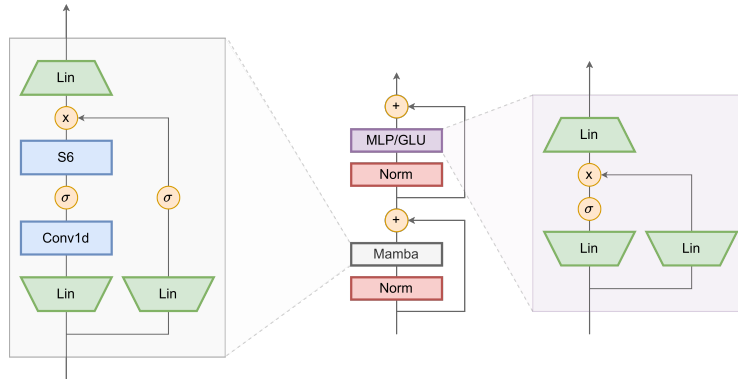 Lin
x
S6
σ
σ
Conv1d
Lin
Lin
+
MLP/GLU
Norm
+
Mamba
Norm
Lin
x
σ
Lin
Lin